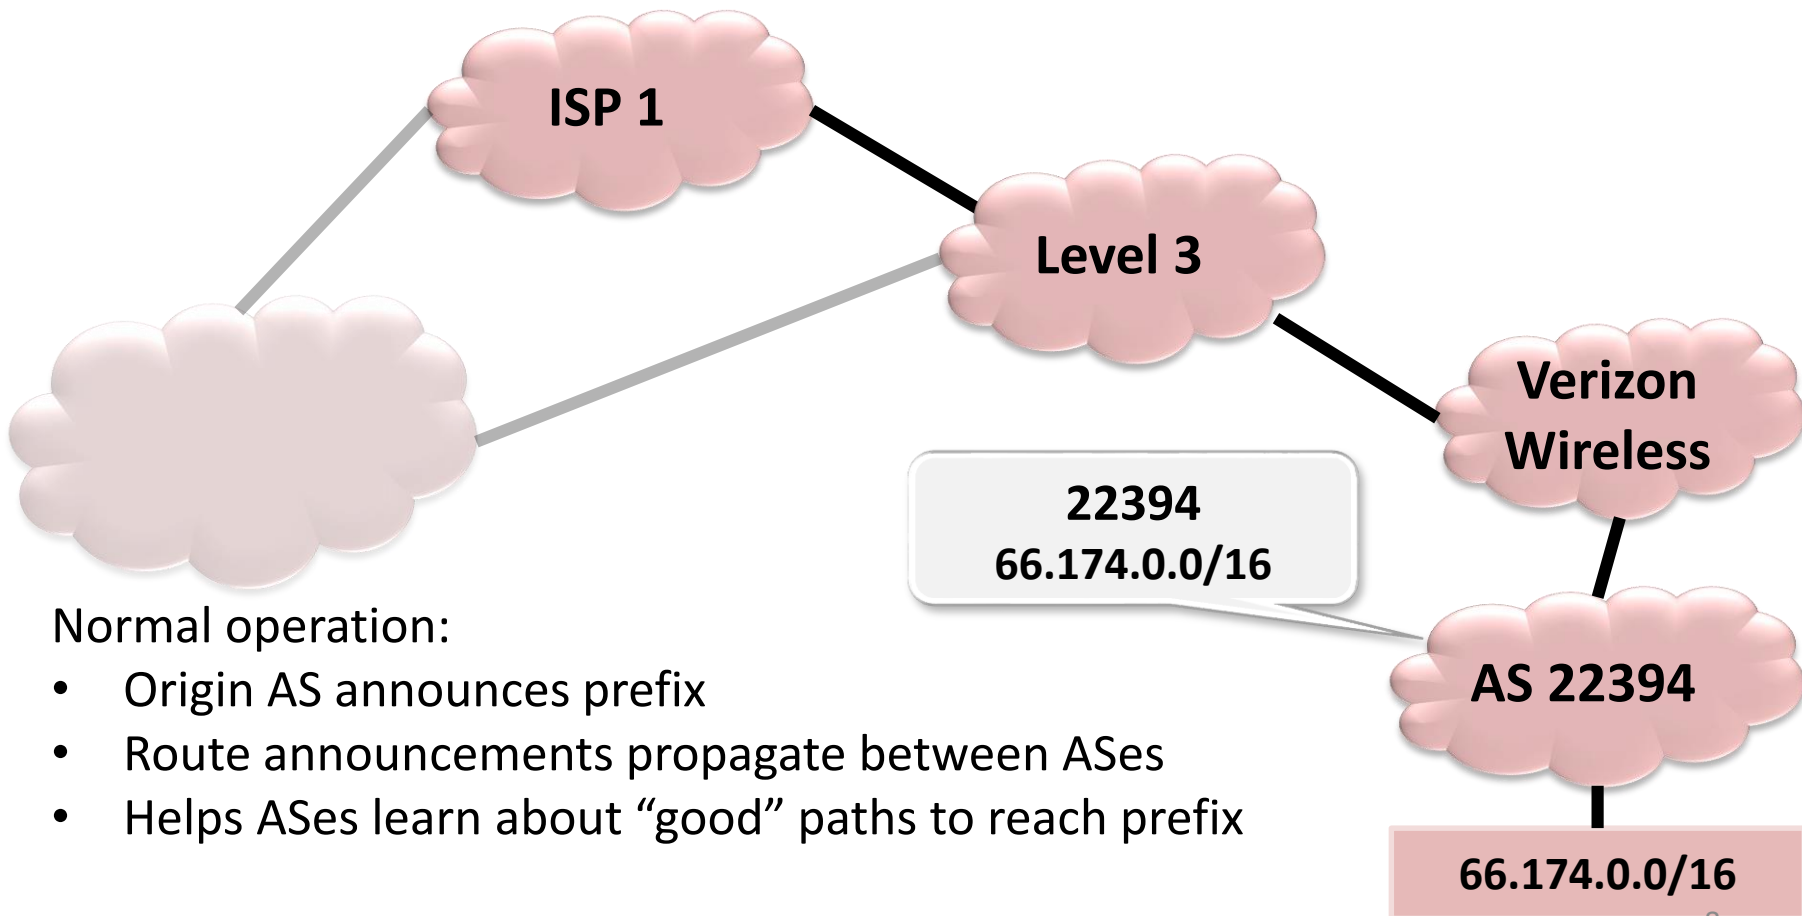 ISP 1
Level 3
Verizon
Wireless
22394
66.174.0.0/16
AS 22394
66.174.0.0/16
Normal operation:
• Origin AS announces prefix
• Route announcements propagate between ASes
• Helps ASes learn about “good” paths to reach prefix